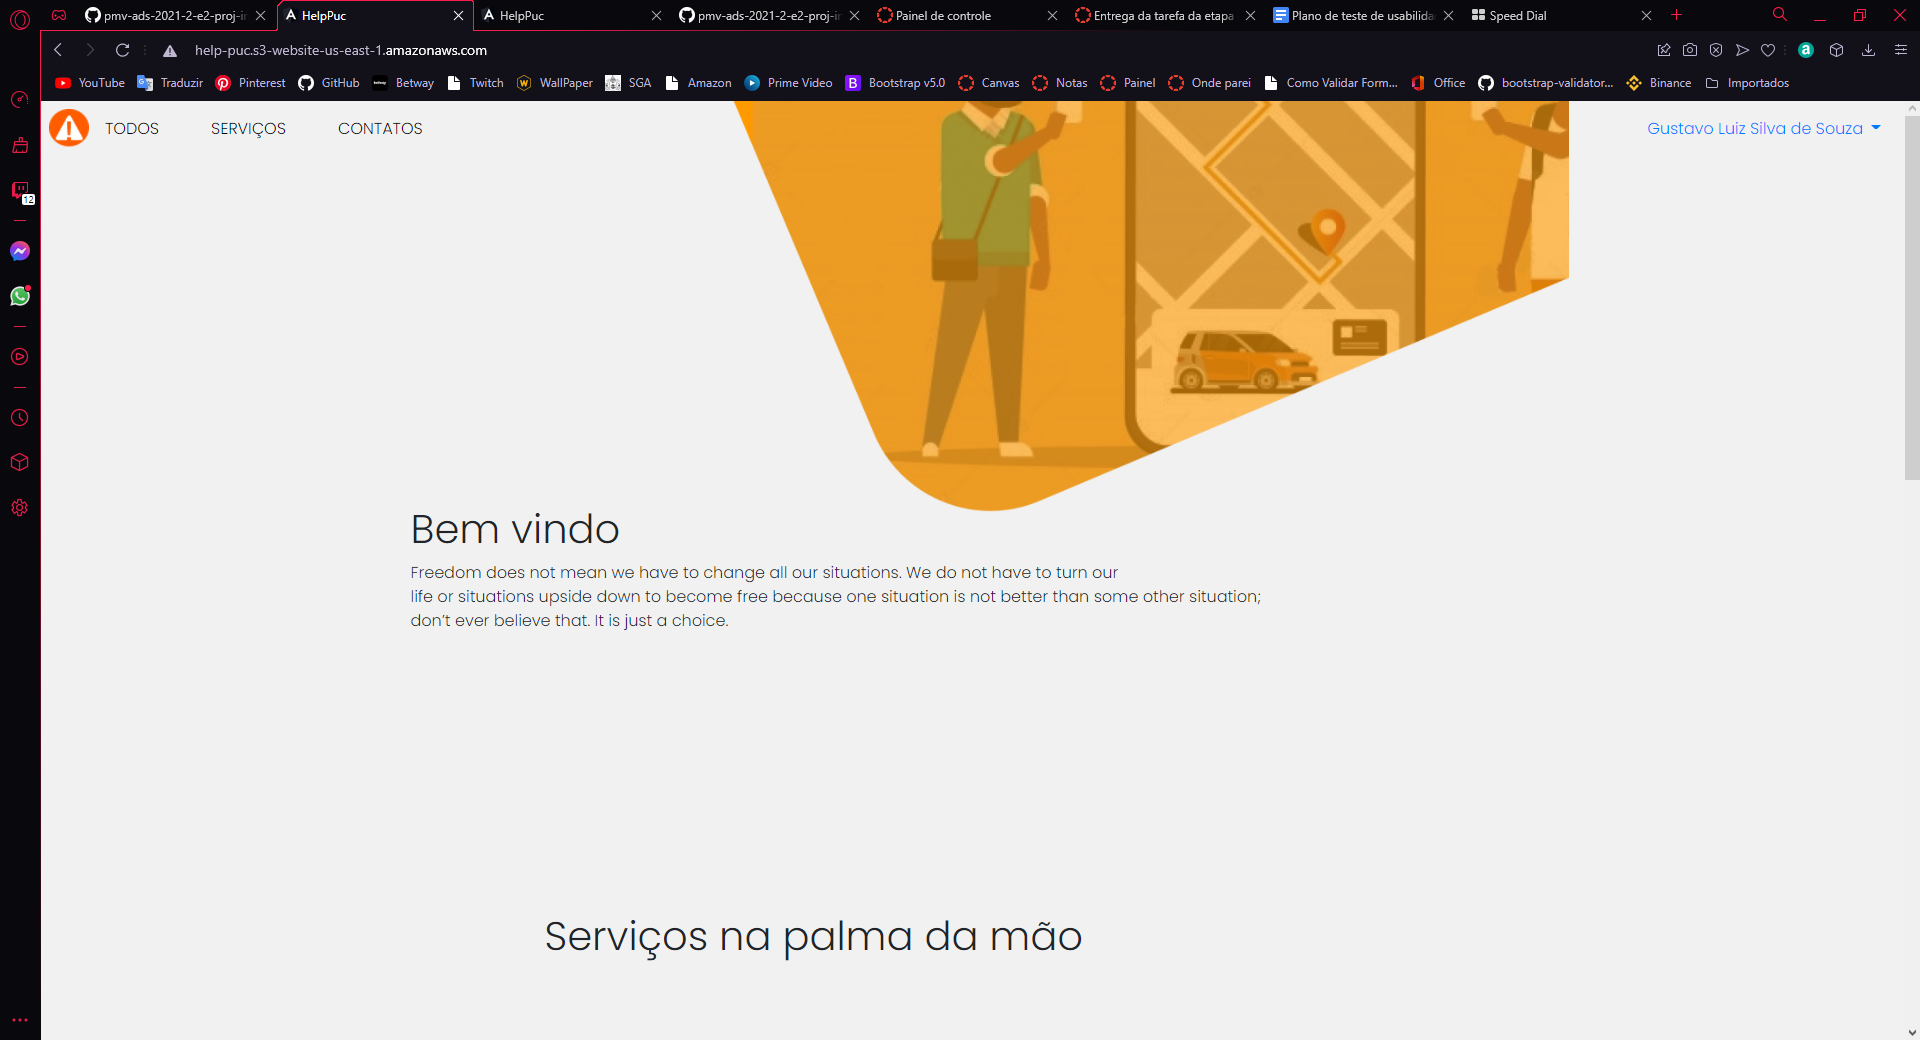 pmv-ads-2021-2-e2-proj-ir
HelpPuc
HelpPuc
pmv-ads-2021-2-e2-proj-ir
Painel de controle
Entrega da tarefa da etapa
Plano de teste de usabilida
Speed Dial
help-puc.s3-website-us-east-1.amazonaws.com
YouTube
Traduzir
Pinterest
GitHub
betway
Betway
Twitch
WallPaper
SGA
Amazon
Prime Video
B
Bootstrap v5.0
Canvas
Notas
Painel
Onde parei
Como Validar Form...
Office
bootstrap-validator...
Binance
Importados
12
TODOS
SERVIÇOS
CONTATOS
Gustavo Luiz Silva de Souza
Bem vindo
Freedom does not mean we have to change all our situations. We do not have to turn our
life or situations upside down to become free because one situation is not better than some other situation;
don’t ever believe that. It is just a choice.
Serviços na palma da mão